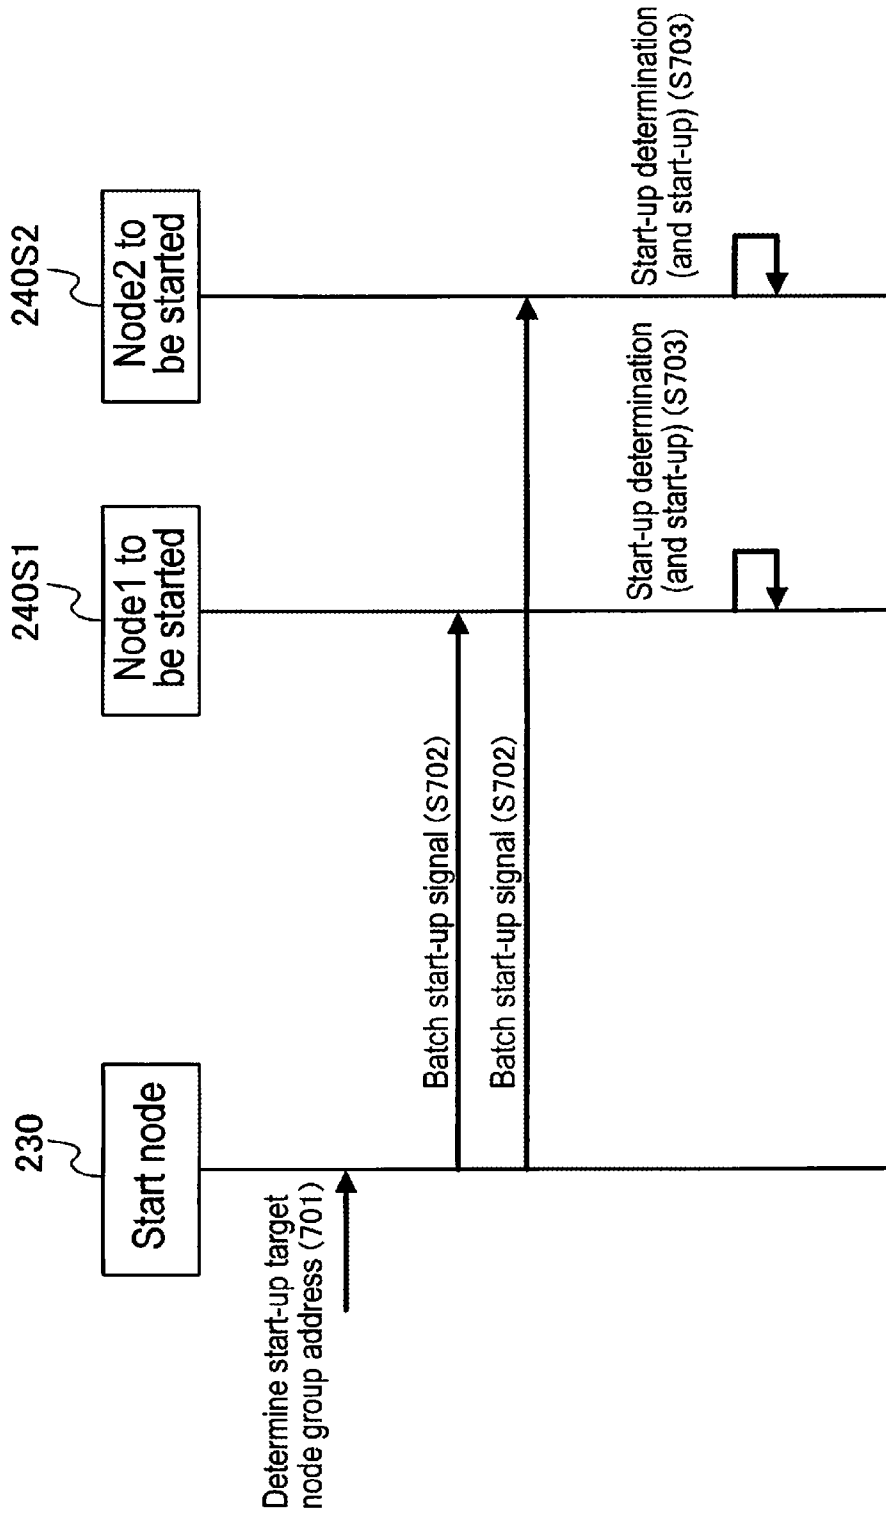 230
240S1
240S2
Start node
Node1 to
be started
Node2 to
be started
Determine start-up target
node group address (701)
Batch start-up signal (S702)
Batch start-up signal (S702)
Start-up determination
(and start-up) (S703)
Start-up determination
(and start-up) (S703)